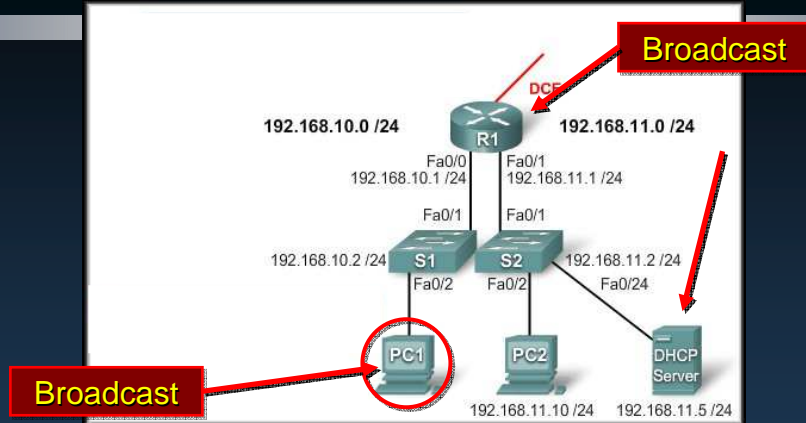 Broadcast
DCE
192.168.10.0 /24
192.168.11.0 /24
R1
Fa0/0
Fa0/1
192.168.10.1 /24
192.168.11.1 /24
Fa0/1
Fa0/1
192.168.10.2 /24
S1
S2
192.168.11.2 /24
Fa0/2
Fa0/2
Fa0/24
PC1
PC2
DHCP
Server
Broadcast
192.168.11.10 /24
192.168.11.5 /24